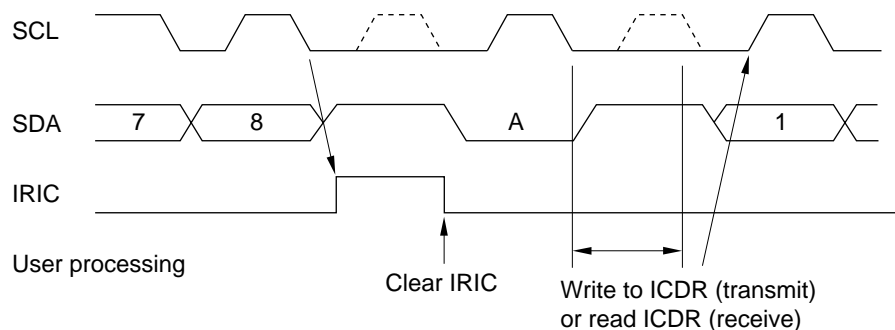 SCL
SDA
7
8
A
1
IRIC
User processing
Clear IRIC
Write to ICDR (transmit)
or read ICDR (receive)